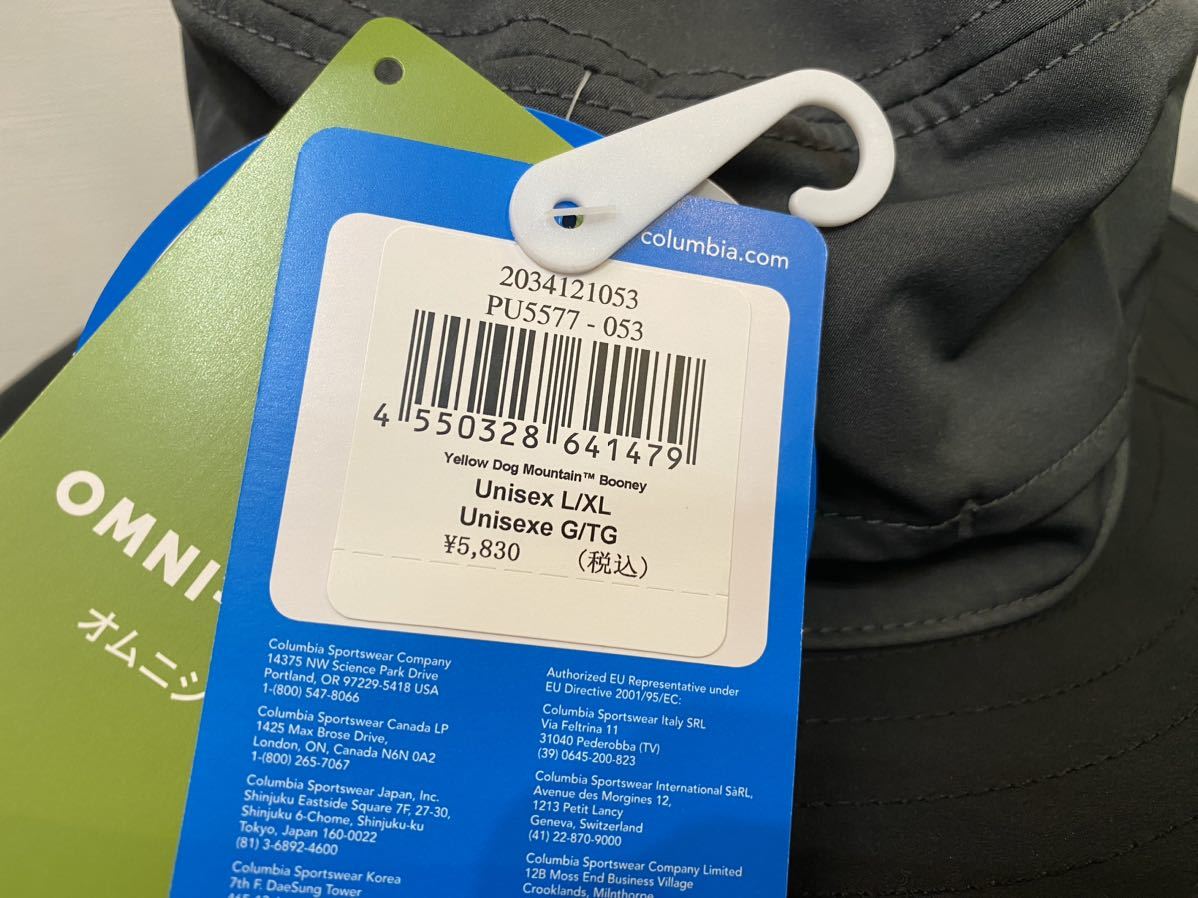 columbia.com
2034121053
PU5577 - 053
4 550328 641479
Yellow Dog Mountain™ Booney
Unisex L/XL
Unisexe G/TG
¥5,830 (税込)
OMNI-
オムニシ
Columbia Sportswear Company
14375 NW Science Park Drive
Portland, OR 97229-5418 USA
1-(800) 547-8066
Columbia Sportswear Canada LP
1425 Max Brose Drive,
London, ON, Canada N6N 0A2
1-(800) 265-7067
Columbia Sportswear Japan, Inc.
Shinjuku Eastside Square 7F, 27-30,
Shinjuku 6-Chome, Shinjuku-ku
Tokyo, Japan 160-0022
(81) 3-6892-4600
Columbia Sportswear Korea
7th F. DaeSung Tower
Authorized EU Representative under
EU Directive 2001/95/EC:
Columbia Sportswear Italy SRL
Via Feltrina 11
31040 Pederobba (TV)
(39) 0645-200-823
Columbia Sportswear International SàRL,
Avenue des Morgines 12,
1213 Petit Lancy
Geneva, Switzerland
(41) 22-870-9000
Columbia Sportswear Company Limited
12B Moss End Business Village
Crooklands, Milnthorpe